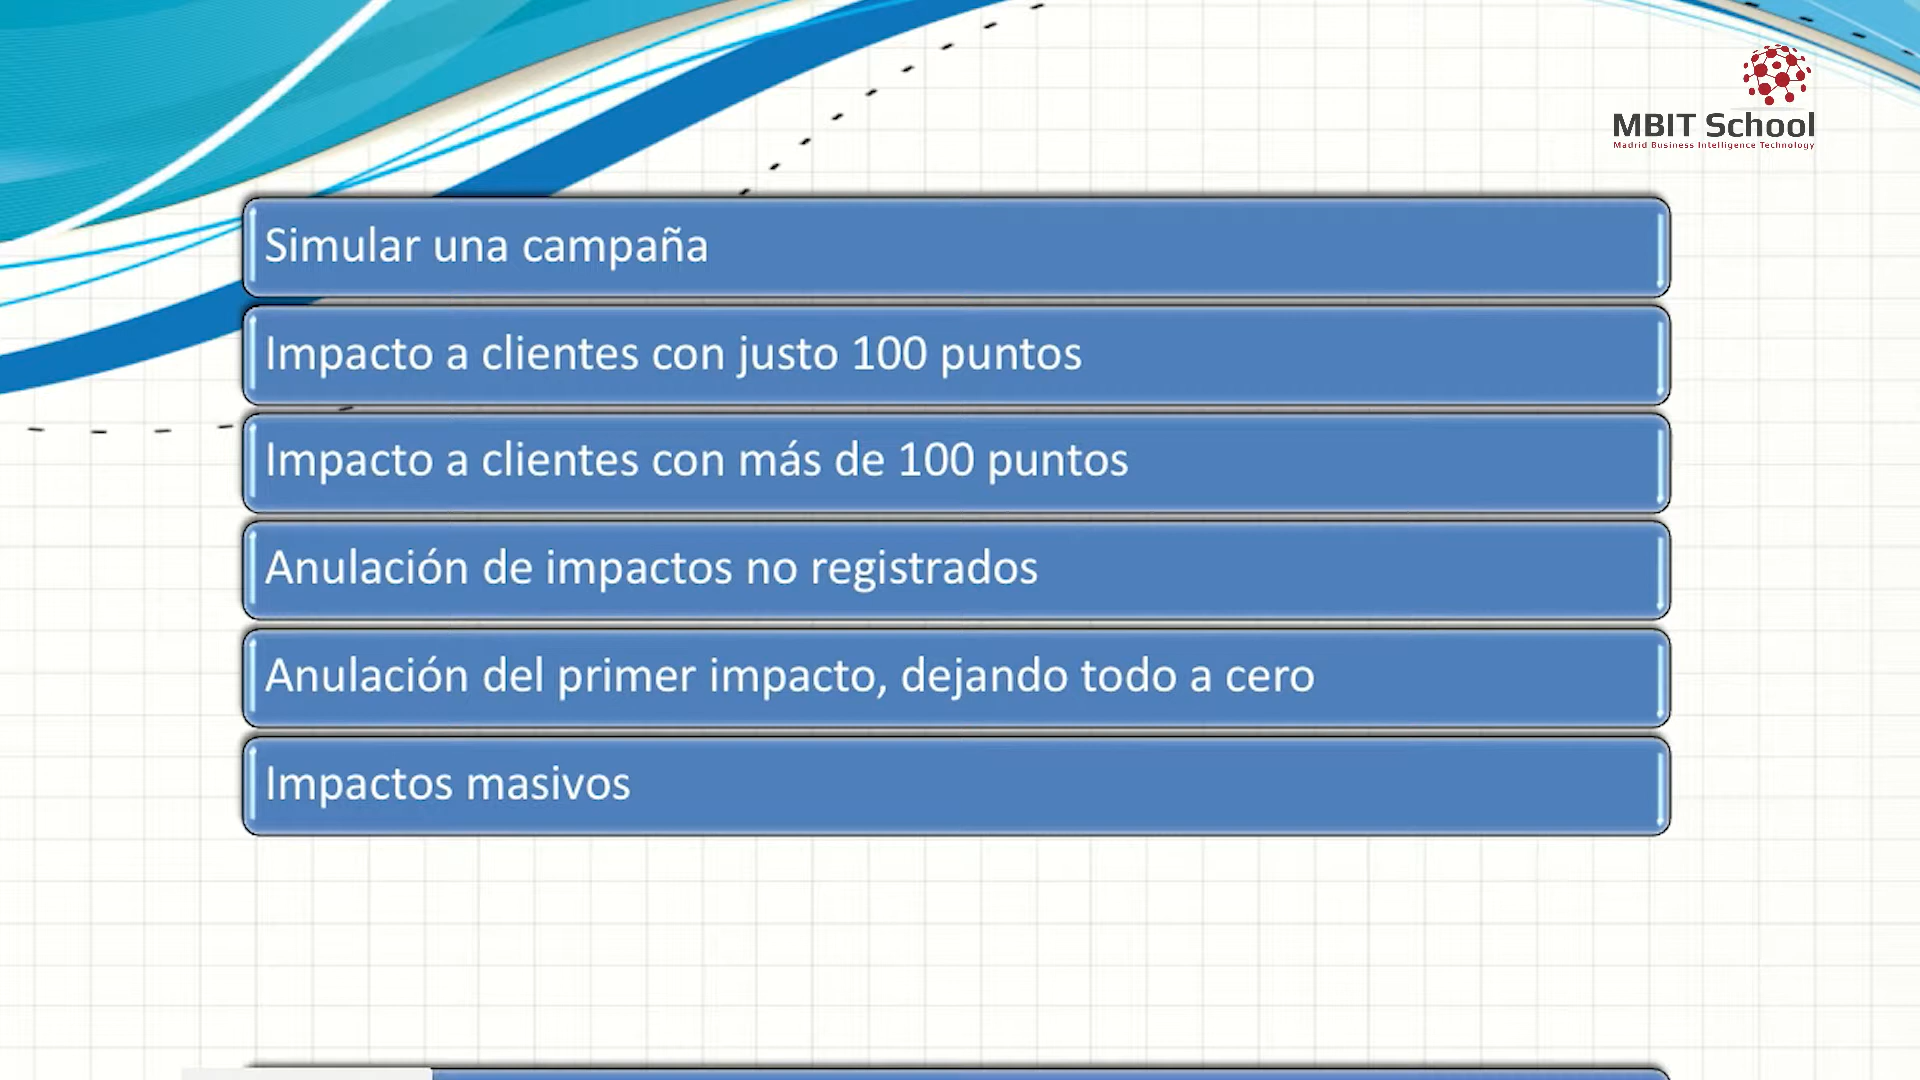 MBIT School
Madrid Business Intelligence Technology
Simular una campaña
Impacto a clientes con justo 100 puntos
Impacto a clientes con más de 100 puntos
Anulación de impactos no registrados
Anulación del primer impacto, dejando todo a cero
Impactos masivos